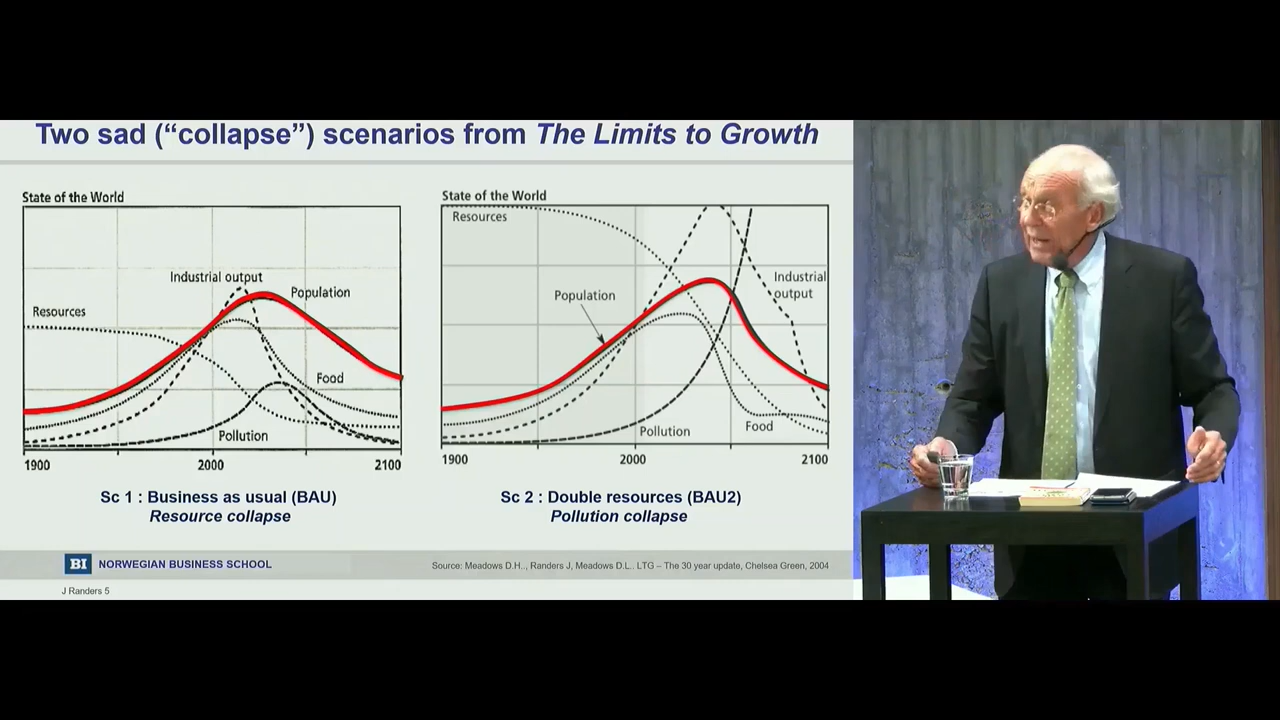 Two sad (“collapse”) scenarios from The Limits to Growth
State of the World
Industrial output
Population
Resources
Food
Pollution
1900
2000
2100
Sc 1 : Business as usual (BAU)
Resource collapse
State of the World
Resources
Population
Industrial
output
Pollution
Food
1900
2000
2100
Sc 2 : Double resources (BAU2)
Pollution collapse
BI NORWEGIAN BUSINESS SCHOOL
Source: Meadows D.H.., Randers J, Meadows D.L.. LTG – The 30 year update, Chelsea Green, 2004
J Randers 5